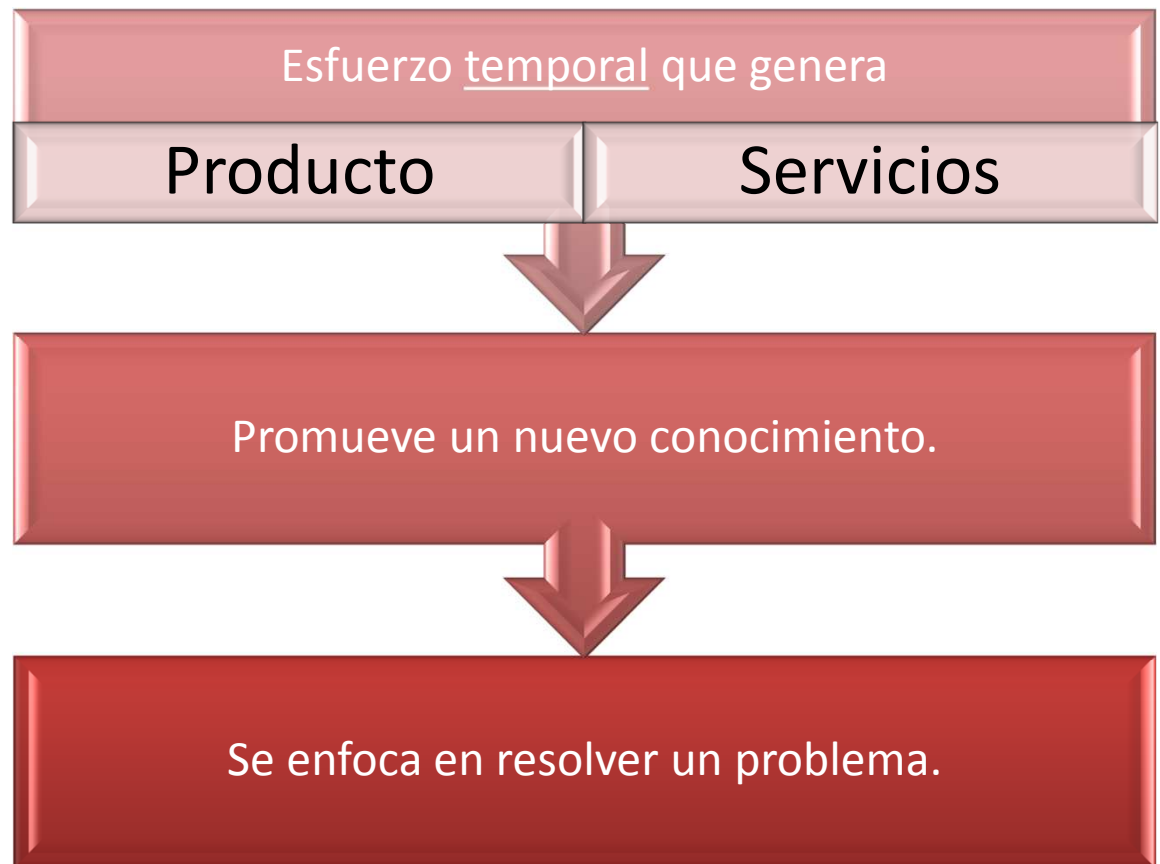 Esfuerzo temporal que genera
Producto
Servicios
Promueve un nuevo conocimiento.
Se enfoca en resolver un problema.